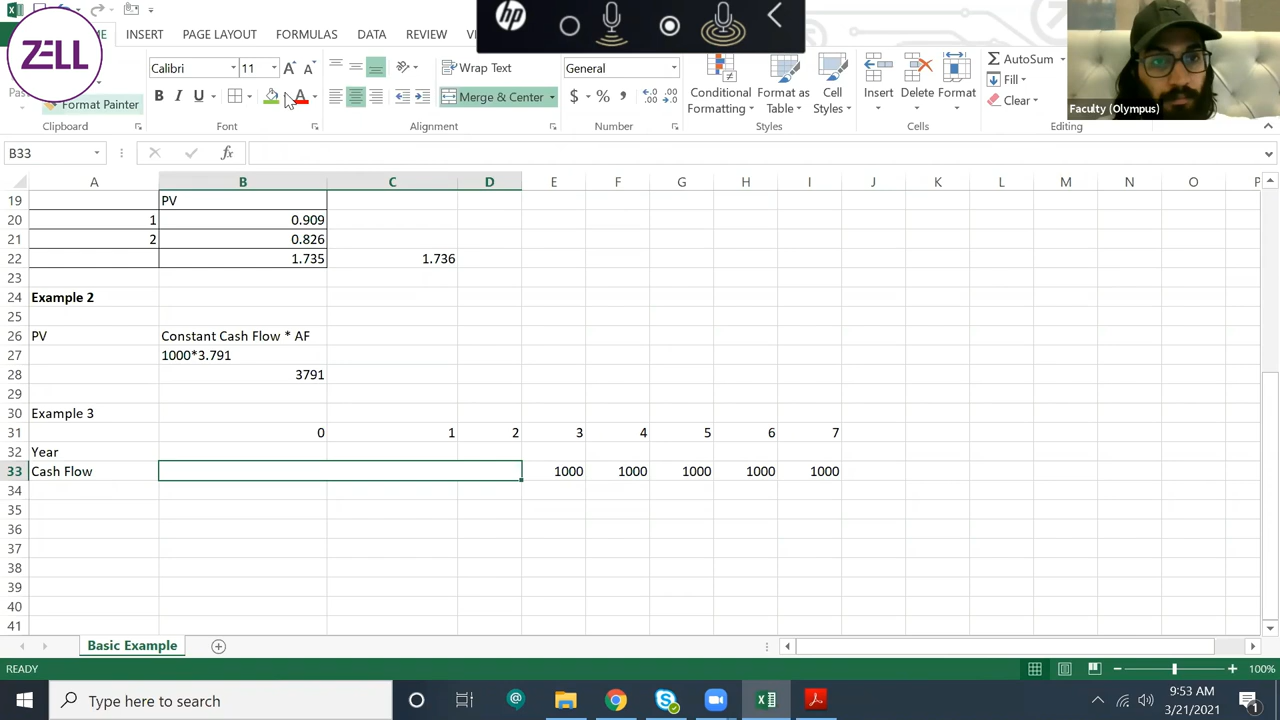 hp
ZELL
INSERT PAGE LAYOUT FORMULAS DATA REVIEW
Format Painter
Clipboard
Calibri 11
B I U
Font
Wrap Text
Merge & Center
Alignment
General
$ %
Number
Conditional Formatting
Format as Table
Cell Styles
Styles
Insert
Delete
Format
Cells
AutoSum
Fill
Clear
Editing
Faculty (Olympus)
B33
fx
A B C D E F G H I J K L M N O P
19 PV
20 1 0.909
21 2 0.826
22 1.735 1.736
23
24 Example 2
25
26 PV Constant Cash Flow * AF
27 1000*3.791
28 3791
29
30 Example 3
31 0 1 2 3 4 5 6 7
32 Year
33 Cash Flow 1000 1000 1000 1000 1000
34
35
36
37
38
39
40
41
Basic Example
READY
100%
Type here to search
9:53 AM
3/21/2021
1